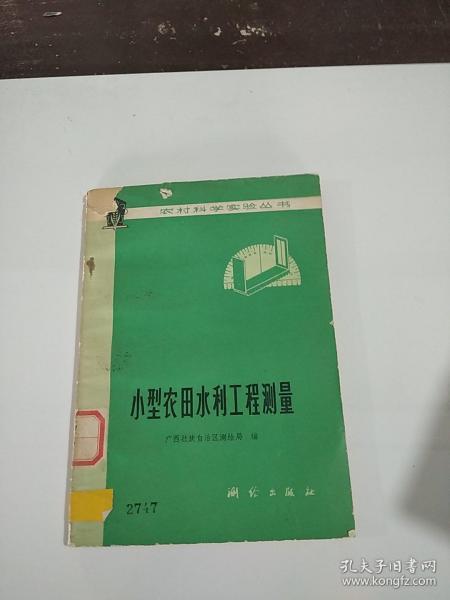 农村科学实验丛书
小型农田水利工程测量
广西壮族自治区测绘局 编
测绘出版社
2747
孔夫子旧书网
www.kongfz.com